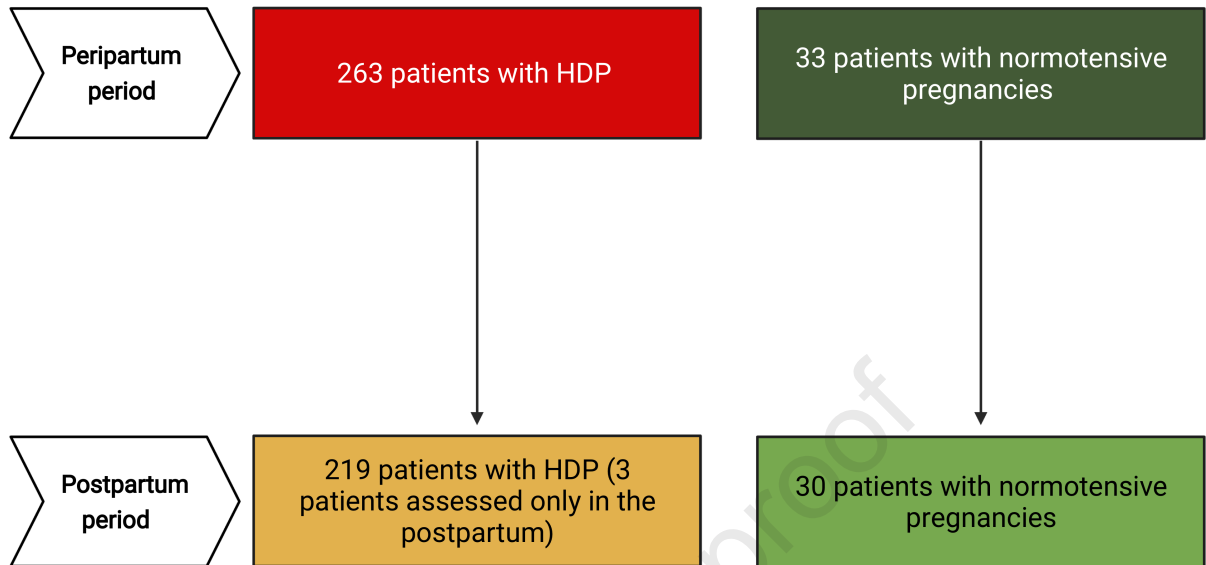 Peripartum
period
263 patients with HDP
33 patients with normotensive
pregnancies
Postpartum
period
219 patients with HDP (3
patients assessed only in the
postpartum)
30 patients with normotensive
pregnancies
proof